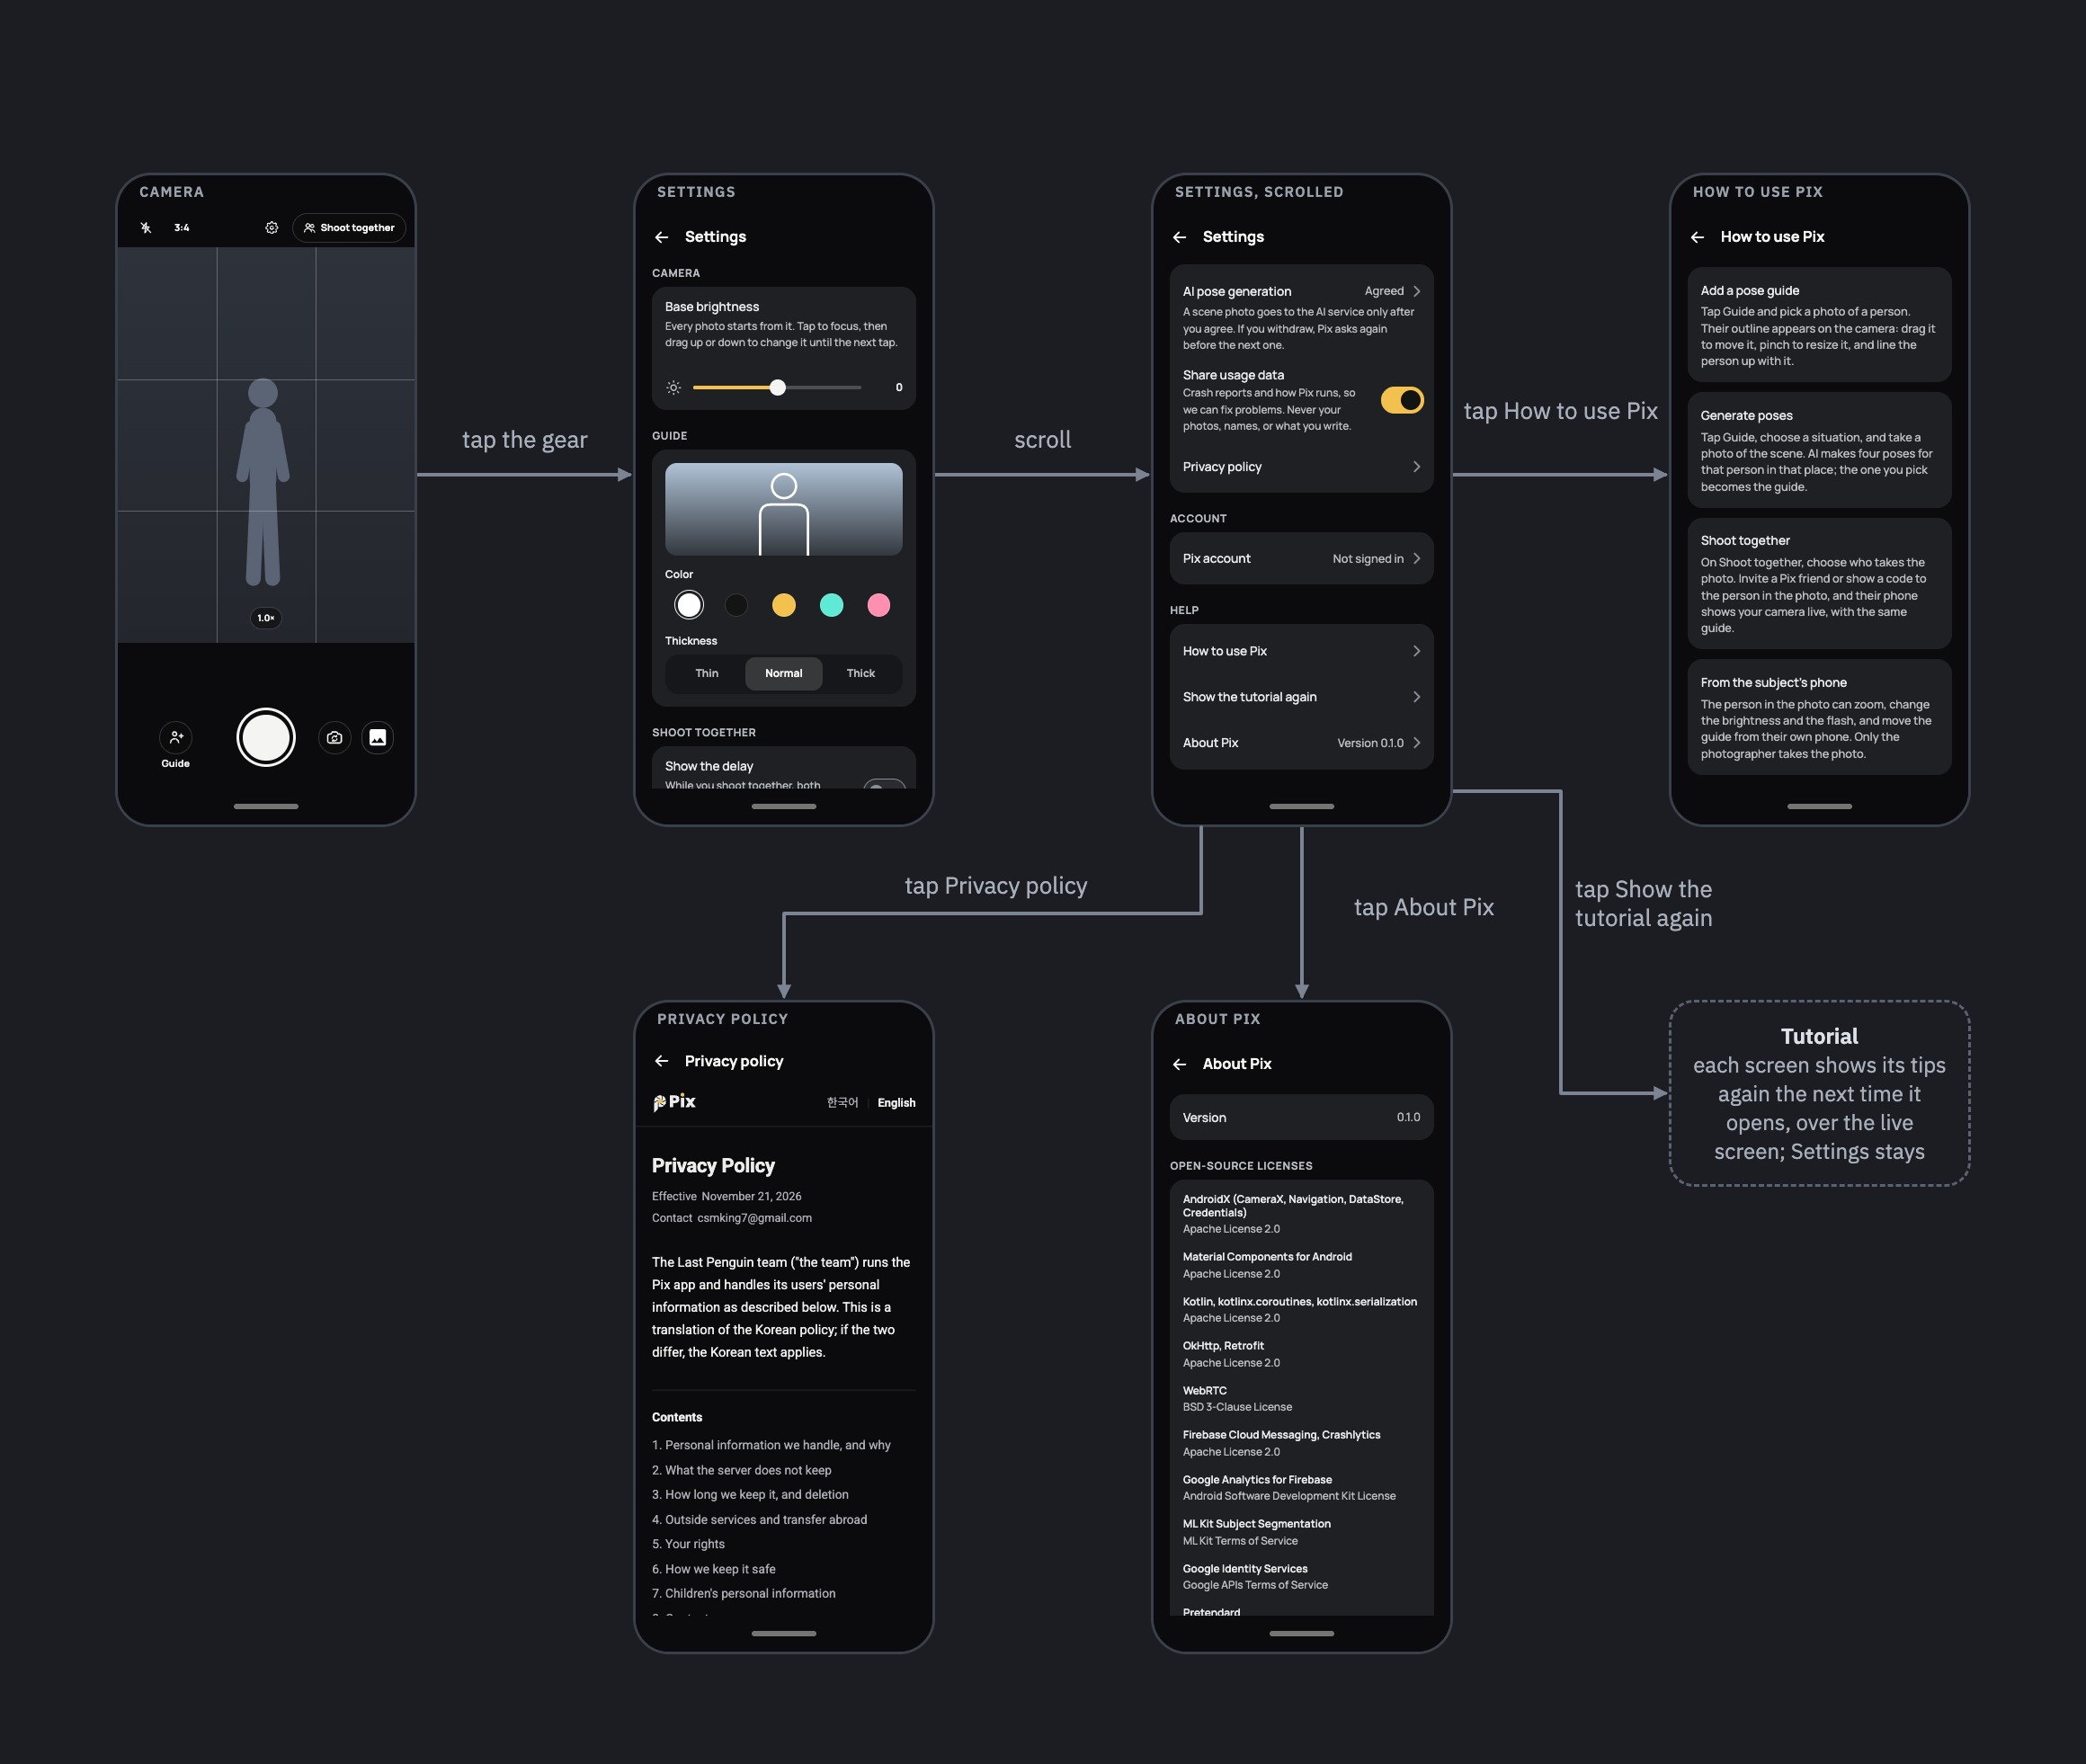 CAMERA
3:4
Shoot together
1.0×
Guide
tap the gear
SETTINGS
Settings
CAMERA
Base brightness
Every photo starts from it. Tap to focus, then
drag up or down to change it until the next tap.
0
GUIDE
Color
Thickness
Thin Normal Thick
SHOOT TOGETHER
Show the delay
While you shoot together, both
scroll
SETTINGS, SCROLLED
Settings
AI pose generation Agreed
A scene photo goes to the AI service only after
you agree. If you withdraw, Pix asks again
before the next one.
Share usage data
Crash reports and how Pix runs, so
we can fix problems. Never your
photos, names, or what you write.
Privacy policy
ACCOUNT
Pix account Not signed in
HELP
How to use Pix
Show the tutorial again
About Pix Version 0.1.0
tap How to use Pix
HOW TO USE PIX
How to use Pix
Add a pose guide
Tap Guide and pick a photo of a person.
Their outline appears on the camera: drag it
to move it, pinch to resize it, and line the
person up with it.
Generate poses
Tap Guide, choose a situation, and take a
photo of the scene. AI makes four poses for
that person in that place; the one you pick
becomes the guide.
Shoot together
On Shoot together, choose who takes the
photo. Invite a Pix friend or show a code to
the person in the photo, and their phone
shows your camera live, with the same
guide.
From the subject's phone
The person in the photo can zoom, change
the brightness and the flash, and move the
guide from their own phone. Only the
photographer takes the photo.
tap Privacy policy
tap About Pix
tap Show the
tutorial again
PRIVACY POLICY
Privacy policy
Pix
한국어 English
Privacy Policy
Effective November 21, 2026
Contact csmking7@gmail.com
The Last Penguin team ("the team") runs the
Pix app and handles its users' personal
information as described below. This is a
translation of the Korean policy; if the two
differ, the Korean text applies.
Contents
1. Personal information we handle, and why
2. What the server does not keep
3. How long we keep it, and deletion
4. Outside services and transfer abroad
5. Your rights
6. How we keep it safe
7. Children's personal information
ABOUT PIX
About Pix
Version 0.1.0
OPEN-SOURCE LICENSES
AndroidX (CameraX, Navigation, DataStore,
Credentials)
Apache License 2.0
Material Components for Android
Apache License 2.0
Kotlin, kotlinx.coroutines, kotlinx.serialization
Apache License 2.0
OkHttp, Retrofit
Apache License 2.0
WebRTC
BSD 3-Clause License
Firebase Cloud Messaging, Crashlytics
Apache License 2.0
Google Analytics for Firebase
Android Software Development Kit License
ML Kit Subject Segmentation
ML Kit Terms of Service
Google Identity Services
Google APIs Terms of Service
Pretendard
Tutorial
each screen shows its tips
again the next time it
opens, over the live
screen; Settings stays